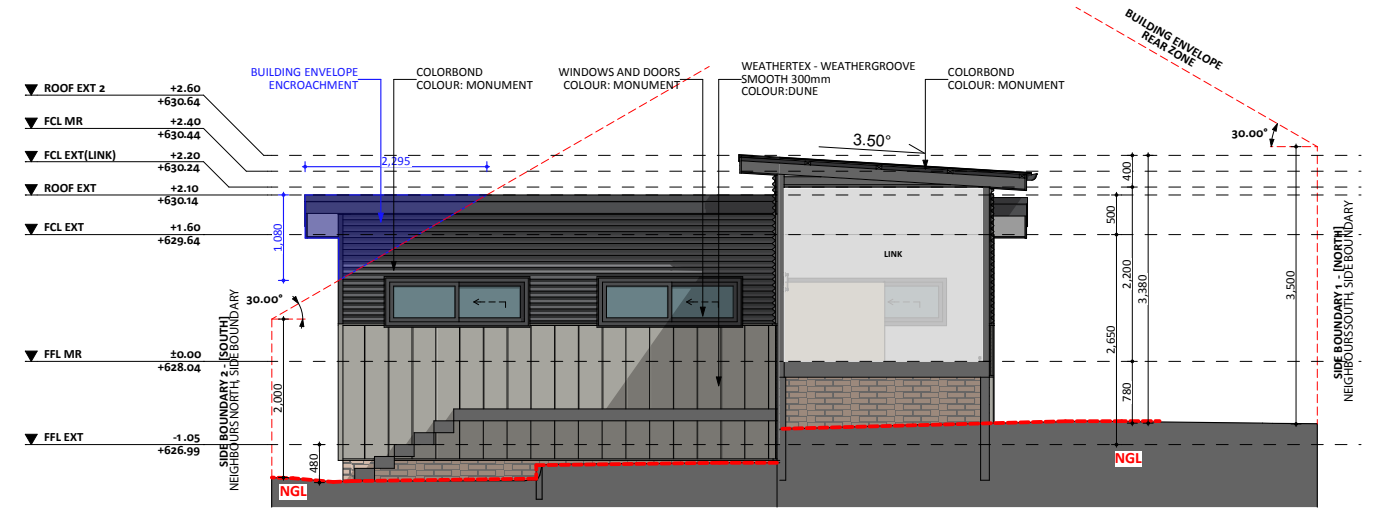 BUILDING ENVELOPE
REAR ZONE
BUILDING ENVELOPE
ENCROACHMENT
COLORBOND
COLOUR: MONUMENT
WINDOWS AND DOORS
COLOUR: MONUMENT
WEATHERTEX - WEATHERGROOVE
SMOOTH 300mm
COLOUR:DUNE
COLORBOND
COLOUR: MONUMENT
ROOF EXT 2 +2.60
+630.64
FCL MR +2.40
+630.44
FCL EXT(LINK) +2.20
+630.24
ROOF EXT +2.10
+630.14
FCL EXT +1.60
+629.64
FFL MR ±0.00
+628.04
FFL EXT -1.05
+626.99
2,295
1,080
3.50°
30.00°
30.00°
LINK
400
500
2,200
3,380
2,650
780
3,500
2,000
480
SIDE BOUNDARY 2 - [SOUTH]
NEIGHBOURS NORTH, SIDE BOUNDARY
SIDE BOUNDARY 1 - [NORTH]
NEIGHBOURS SOUTH, SIDE BOUNDARY
NGL
NGL